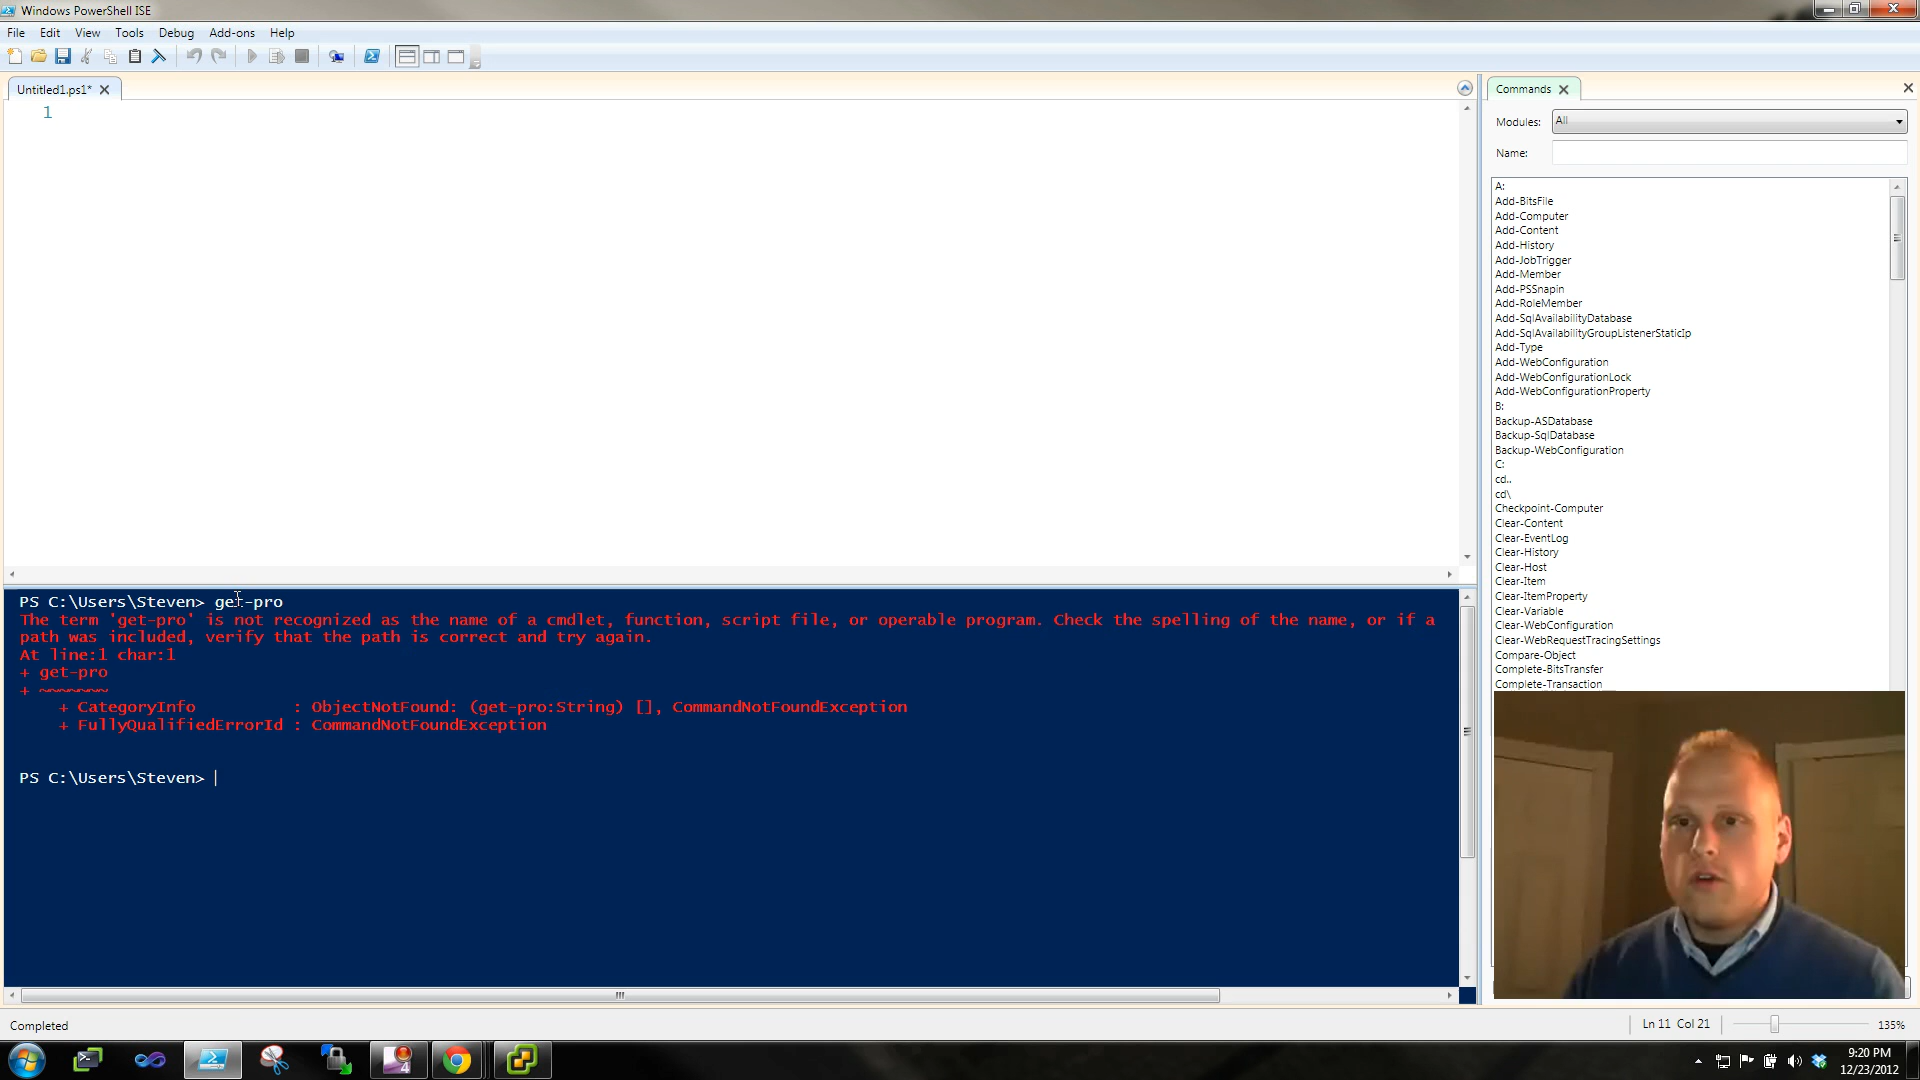 Windows PowerShell ISE
File Edit View Tools Debug Add-ons Help
Untitled1.ps1*
1
PS C:\Users\Steven> get-pro
The term 'get-pro' is not recognized as the name of a cmdlet, function, script file, or operable program. Check the spelling of the name, or if a
path was included, verify that the path is correct and try again.
At line:1 char:1
+ get-pro
+ ~~~~~~~
+ CategoryInfo : ObjectNotFound: (get-pro:String) [], CommandNotFoundException
+ FullyQualifiedErrorId : CommandNotFoundException
PS C:\Users\Steven>
Commands
Modules: All
Name:
A:
Add-BitsFile
Add-Computer
Add-Content
Add-History
Add-JobTrigger
Add-Member
Add-PSSnapin
Add-RoleMember
Add-SqlAvailabilityDatabase
Add-SqlAvailabilityGroupListenerStaticIp
Add-Type
Add-WebConfiguration
Add-WebConfigurationLock
Add-WebConfigurationProperty
B:
Backup-ASDatabase
Backup-SqlDatabase
Backup-WebConfiguration
C:
cd..
cd\
Checkpoint-Computer
Clear-Content
Clear-EventLog
Clear-History
Clear-Host
Clear-Item
Clear-ItemProperty
Clear-Variable
Clear-WebConfiguration
Clear-WebRequestTracingSettings
Compare-Object
Complete-BitsTransfer
Complete-Transaction
Completed
Ln 11 Col 21
135%
4
9:20 PM
12/23/2012